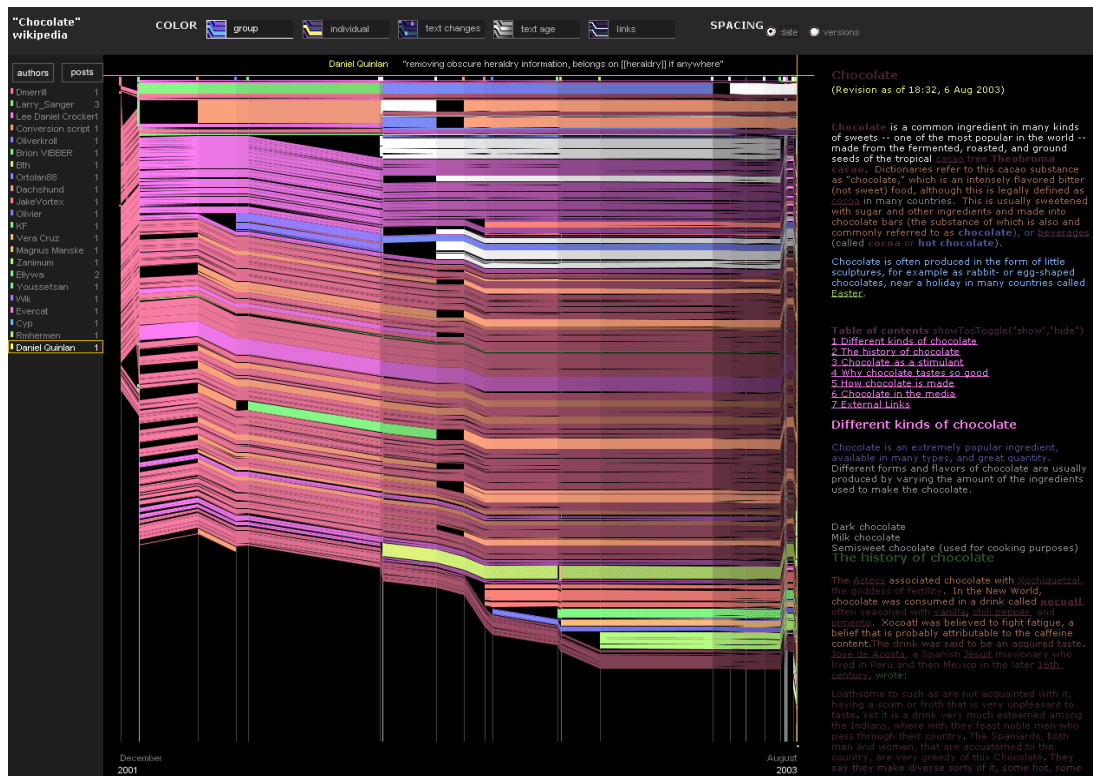 "Chocolate"
wikipedia
COLOR group individual text changes text age links SPACING date versions
authors posts
Daniel Quinlan "removing obscure heraldry information, belongs on [[heraldry]] if anywhere"
Dmerrill 1
Larry_Sanger 3
Lee Daniel Crocker1
Conversion script 1
Oliverkroll 1
Brion VIBBER 1
Bth 1
Ortolan88 1
Dachshund 1
JakeVortex 1
Olivier 1
KF 1
Vera Cruz 1
Magnus Manske 1
Zanimum 1
Ellywa 2
Youssefsan 1
Wik 1
Evercat 1
Cyp 1
Rmhermen 1
Daniel Quinlan 1
December
2001
August
2003
Chocolate
(Revision as of 18:32, 6 Aug 2003)
Chocolate is a common ingredient in many kinds
of sweets -- one of the most popular in the world --
made from the fermented, roasted, and ground
seeds of the tropical cacao tree Theobroma
cacao. Dictionaries refer to this cacao substance
as "chocolate," which is an intensely flavored bitter
(not sweet) food, although this is legally defined as
cocoa in many countries. This is usually sweetened
with sugar and other ingredients and made into
chocolate bars (the substance of which is also and
commonly referred to as chocolate), or beverages
(called cocoa or hot chocolate).
Chocolate is often produced in the form of little
sculptures, for example as rabbit- or egg-shaped
chocolates, near a holiday in many countries called
Easter.
Table of contents showTocToggle("show","hide")
1 Different kinds of chocolate
2 The history of chocolate
3 Chocolate as a stimulant
4 Why chocolate tastes so good
5 How chocolate is made
6 Chocolate in the media
7 External Links
Different kinds of chocolate
Chocolate is an extremely popular ingredient,
available in many types, and great quantity.
Different forms and flavors of chocolate are usually
produced by varying the amount of the ingredients
used to make the chocolate.
Dark chocolate
Milk chocolate
Semisweet chocolate (used for cooking purposes)
The history of chocolate
The Aztecs associated chocolate with Xochiquetzal,
the goddess of fertility. In the New World,
chocolate was consumed in a drink called xocoatl,
often seasoned with vanilla, chili pepper, and
pimento. Xocoatl was believed to fight fatigue, a
belief that is probably attributable to the caffeine
content.The drink was said to be an acquired taste.
Jose de Acosta, a Spanish Jesuit missionary who
lived in Peru and then Mexico in the later 16th
century, wrote:
Loathsome to such as are not acquainted with it,
having a scum or froth that is very unpleasant to
taste. Yet it is a drink very much esteemed among
the Indians, where with they feast noble men who
pass through their country. The Spaniards, both
men and women, that are accustomed to the
country, are very greedy of this Chocolaté. They
say they make diverse sorts of it, some hot, some